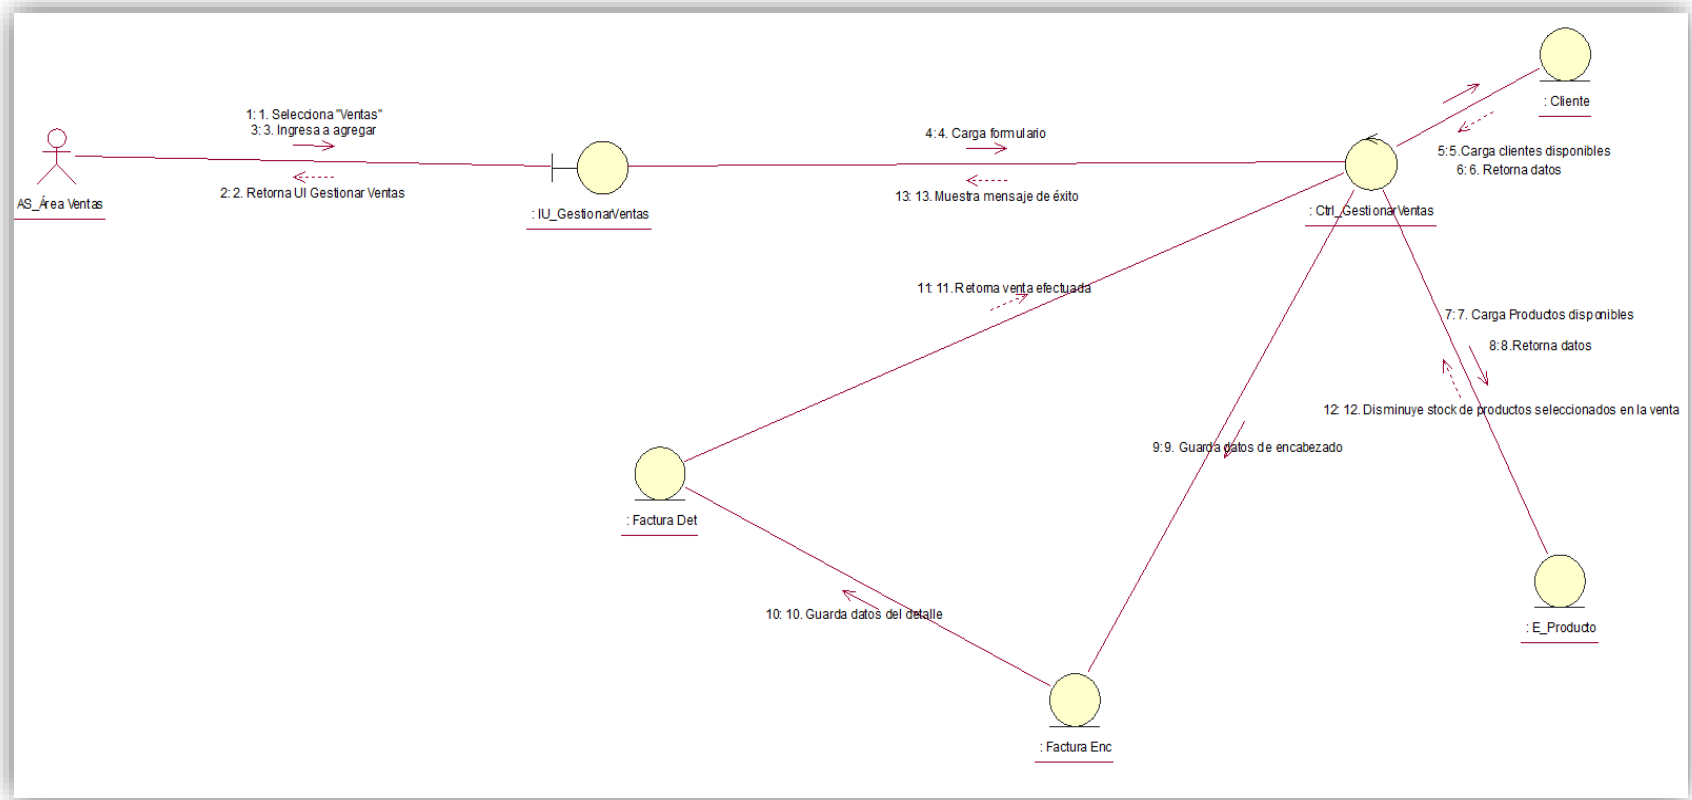 1: 1. Selecciona "Ventas"
3: 3. Ingresa a agregar
2: 2. Retorna UI Gestionar Ventas
AS_Área Ventas
: IU_GestionarVentas
4: 4. Carga formulario
13: 13. Muestra mensaje de éxito
: Cliente
5: 5.Carga clientes disponibles
6: 6. Retorna datos
: Ctrl_GestionarVentas
11: 11. Retorna venta efectuada
7: 7. Carga Productos disponibles
8: 8.Retorna datos
12: 12. Disminuye stock de productos seleccionados en la venta
9: 9. Guarda datos de encabezado
: Factura Det
10: 10. Guarda datos del detalle
: E_Producto
: Factura Enc